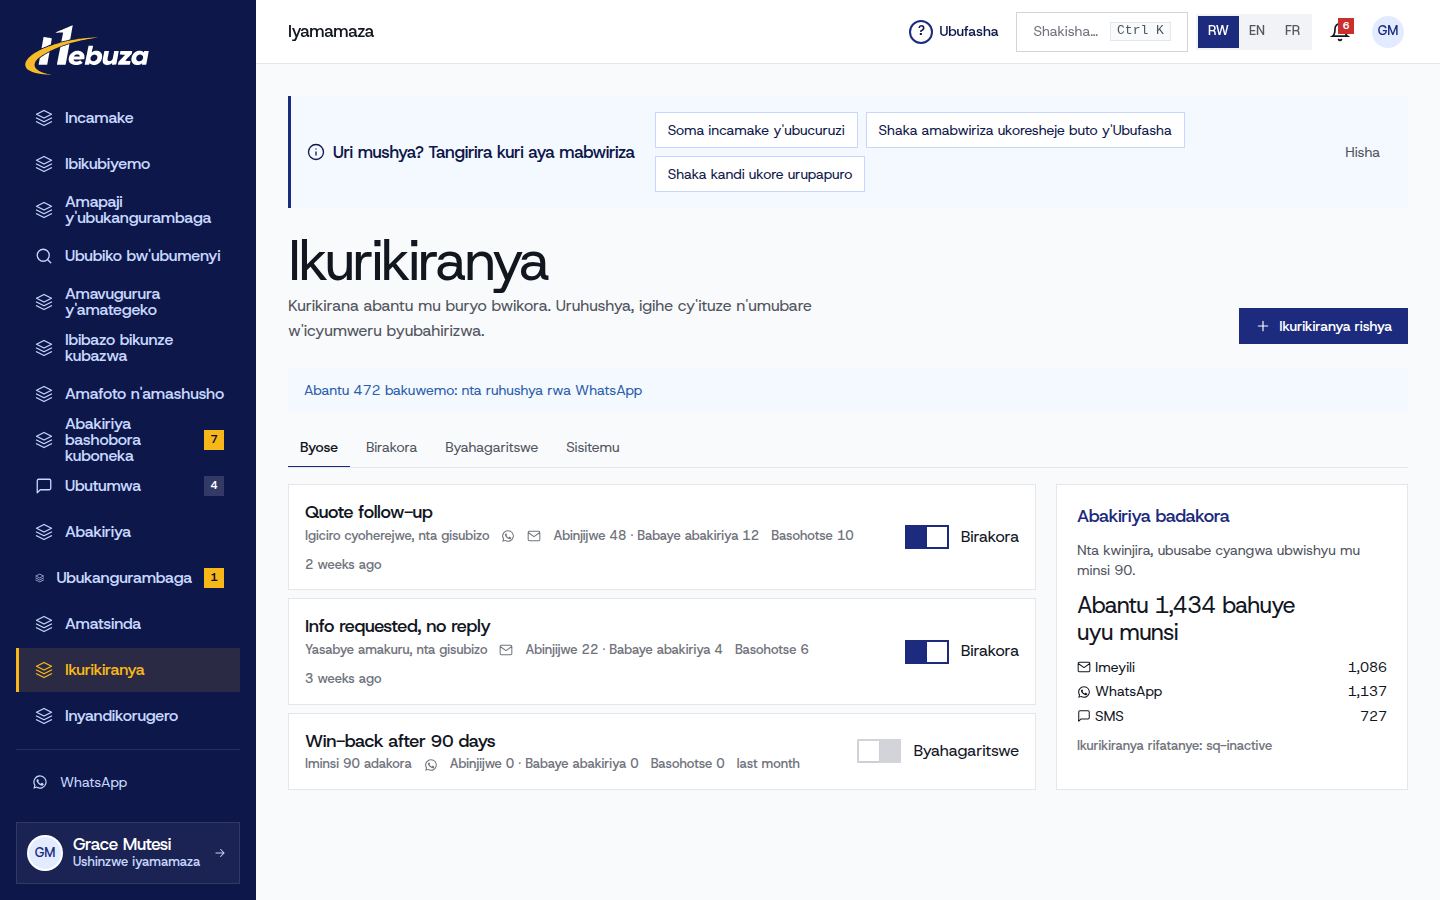 Hebuza
Incamake
Ibikubiyemo
Amapaji
y'ubukangurambaga
Ububiko bw'ubumenyi
Amavugurura
y'amategeko
Ibibazo bikunze
kubazwa
Amafoto n'amashusho
Abakiriya
bashobora
kuboneka
7
Ubutumwa
4
Abakiriya
Ubukangurambaga
1
Amatsinda
Ikurikiranya
Inyandikorugero
WhatsApp
GM
Grace Mutesi
Ushinzwe iyamamaza
Iyamamaza
? Ubufasha
Shakisha... Ctrl K
RW EN FR
6
GM
Uri mushya? Tangirira kuri aya mabwiriza
Soma incamake y'ubucuruzi
Shaka amabwiriza ukoresheje buto y'Ubufasha
Shaka kandi ukore urupapuro
Hisha
Ikurikiranya
Kurikirana abantu mu buryo bwikora. Uruhushya, igihe cy'ituze n'umubare
w'icyumweru byubahirizwa.
Ikurikiranya rishya
Abantu 472 bakuwemo: nta ruhushya rwa WhatsApp
Byose Birakora Byahagaritswe Sisitemu
Quote follow-up
Igiciro cyoherejwe, nta gisubizo Abinjijwe 48 · Babaye abakiriya 12 Basohotse 10
2 weeks ago
Birakora
Info requested, no reply
Yasabye amakuru, nta gisubizo Abinjijwe 22 · Babaye abakiriya 4 Basohotse 6
3 weeks ago
Birakora
Win-back after 90 days
Iminsi 90 adakora Abinjijwe 0 · Babaye abakiriya 0 Basohotse 0 last month
Byahagaritswe
Abakiriya badakora
Nta kwinjira, ubusabe cyangwa ubwishyu mu
minsi 90.
Abantu 1,434 bahuye
uyu munsi
Imeyili 1,086
WhatsApp 1,137
SMS 727
Ikurikiranya rifatanye: sq-inactive